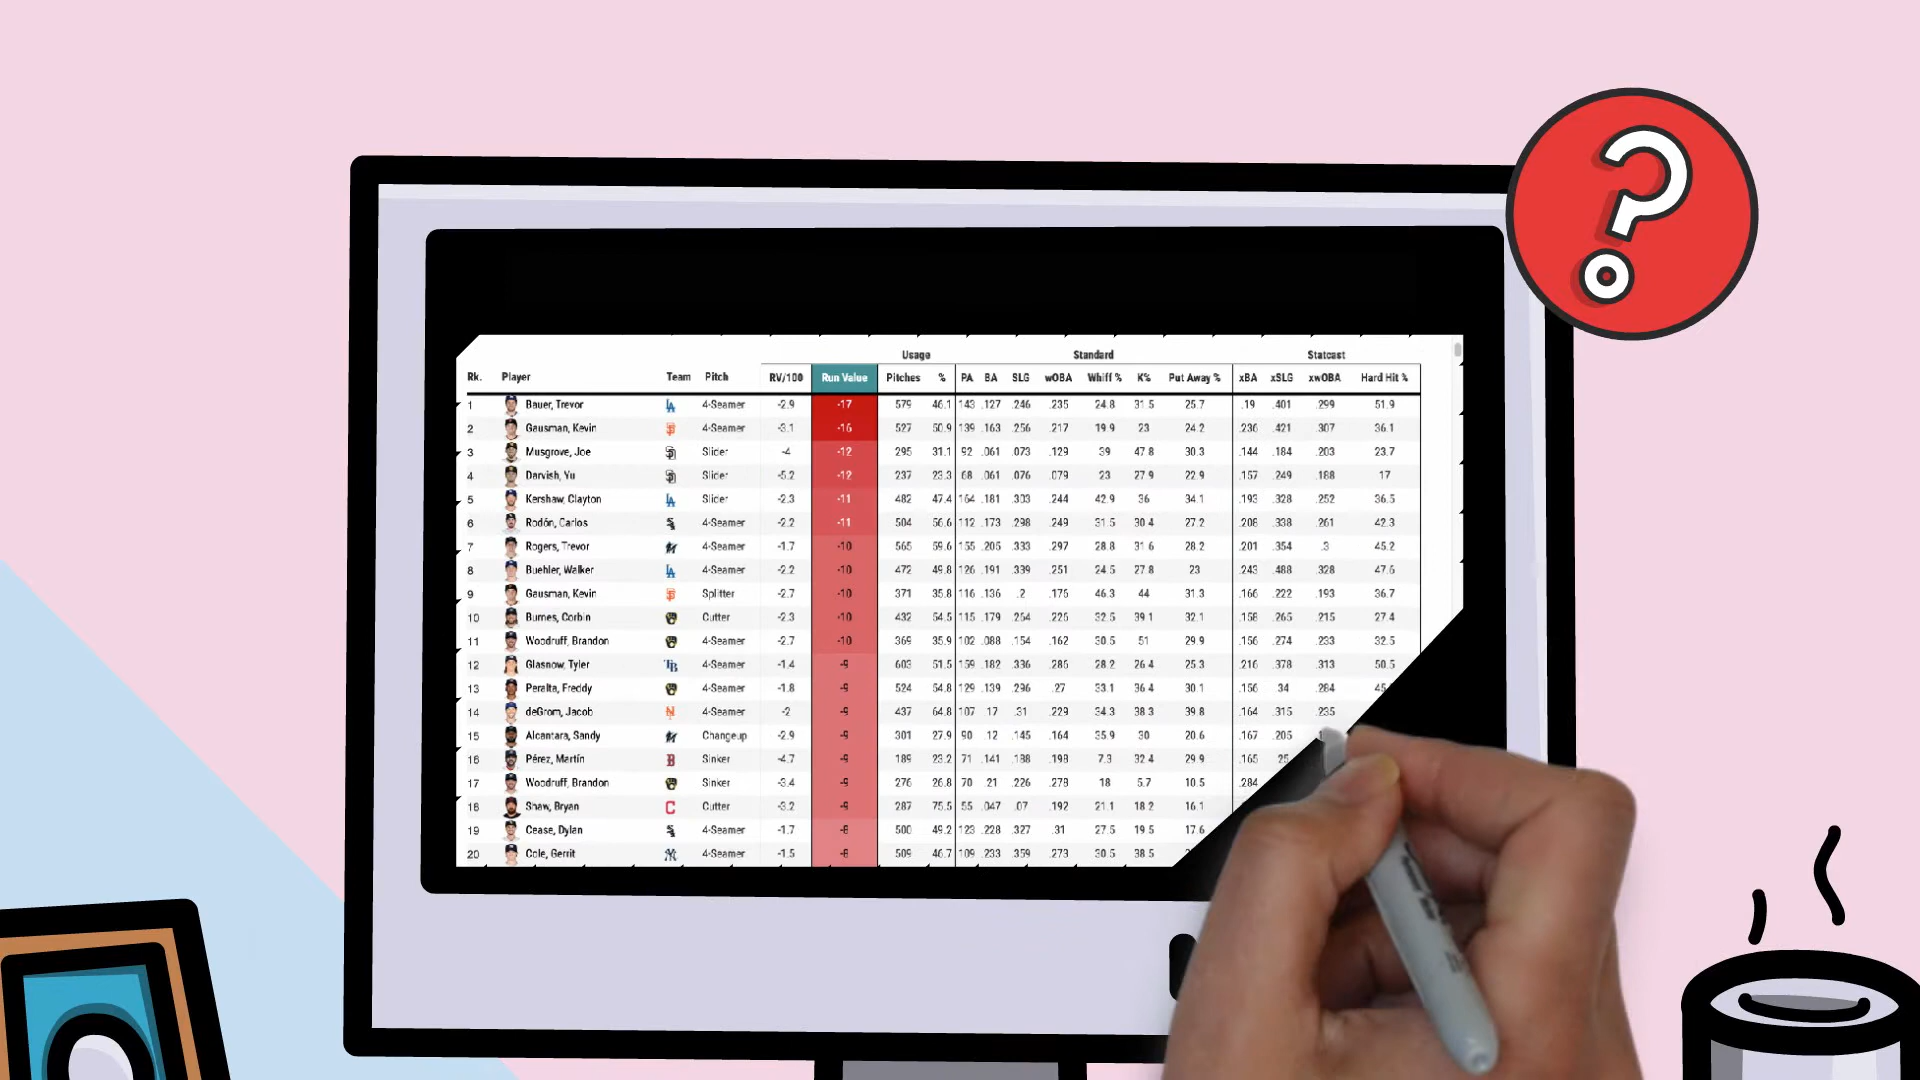 ?
Usage Standard Statcast
Rk. Player Team Pitch RV/100 Run Value Pitches % PA BA SLG wOBA Whiff % K% Put Away % xBA xSLG xwOBA Hard Hit %
1 Bauer, Trevor LA 4-Seamer -2.9 -17 579 46.1 143 .127 .246 .235 24.8 31.5 25.7 .19 .401 .299 51.9
2 Gausman, Kevin SF 4-Seamer -3.1 -16 527 50.9 139 .163 .256 .217 19.9 23 24.2 .236 .421 .307 36.1
3 Musgrove, Joe SD Slider -4 -12 295 31.1 92 .061 .073 .129 39 47.8 30.3 .144 .184 .203 23.7
4 Darvish, Yu SD Slider -5.2 -12 237 23.3 68 .061 .076 .079 23 27.9 22.9 .157 .249 .188 17
5 Kershaw, Clayton LA Slider -2.3 -11 482 47.4 164 .181 .303 .244 42.9 36 34.1 .193 .328 .252 36.5
6 Rodón, Carlos 4-Seamer -2.2 -11 504 56.6 112 .173 .298 .249 31.5 30.4 27.2 .208 .338 .261 42.3
7 Rogers, Trevor 4-Seamer -1.7 -10 565 59.6 155 .205 .333 .297 28.8 31.6 28.2 .201 .354 .3 45.2
8 Buehler, Walker LA 4-Seamer -2.2 -10 472 49.8 126 .191 .339 .251 24.5 27.8 23 .243 .488 .328 47.6
9 Gausman, Kevin SF Splitter -2.7 -10 371 35.8 116 .136 .2 .176 46.3 44 31.3 .166 .222 .193 36.7
10 Burnes, Corbin Cutter -2.3 -10 432 54.5 115 .179 .264 .226 32.5 39.1 32.1 .158 .265 .215 27.4
11 Woodruff, Brandon 4-Seamer -2.7 -10 369 35.9 102 .088 .154 .162 30.5 51 29.9 .156 .274 .233 32.5
12 Glasnow, Tyler TB 4-Seamer -1.4 -9 603 51.5 159 .182 .336 .286 28.2 26.4 25.3 .216 .378 .313 50.5
13 Peralta, Freddy 4-Seamer -1.8 -9 524 54.8 129 .139 .296 .27 33.1 36.4 30.1 .156 .34 .284 45
14 deGrom, Jacob 4-Seamer -2 -9 437 64.8 107 .17 .31 .229 34.3 38.3 39.8 .164 .315 .235
15 Alcantara, Sandy Changeup -2.9 -9 301 27.9 90 .12 .145 .164 35.9 30 20.6 .167 .205
16 Pérez, Martín B Sinker -4.7 -9 189 23.2 71 .141 .188 .198 7.3 32.4 29.9 .165 .25
17 Woodruff, Brandon Sinker -3.4 -9 276 26.8 70 .21 .226 .278 18 5.7 10.5 .284
18 Shaw, Bryan C Cutter -3.2 -9 287 75.5 55 .047 .07 .192 21.1 18.2 16.1
19 Cease, Dylan 4-Seamer -1.7 -8 500 49.2 123 .228 .327 .31 27.5 19.5 17.6
20 Cole, Gerrit NY 4-Seamer -1.5 -8 509 46.7 109 .233 .359 .273 30.5 38.5